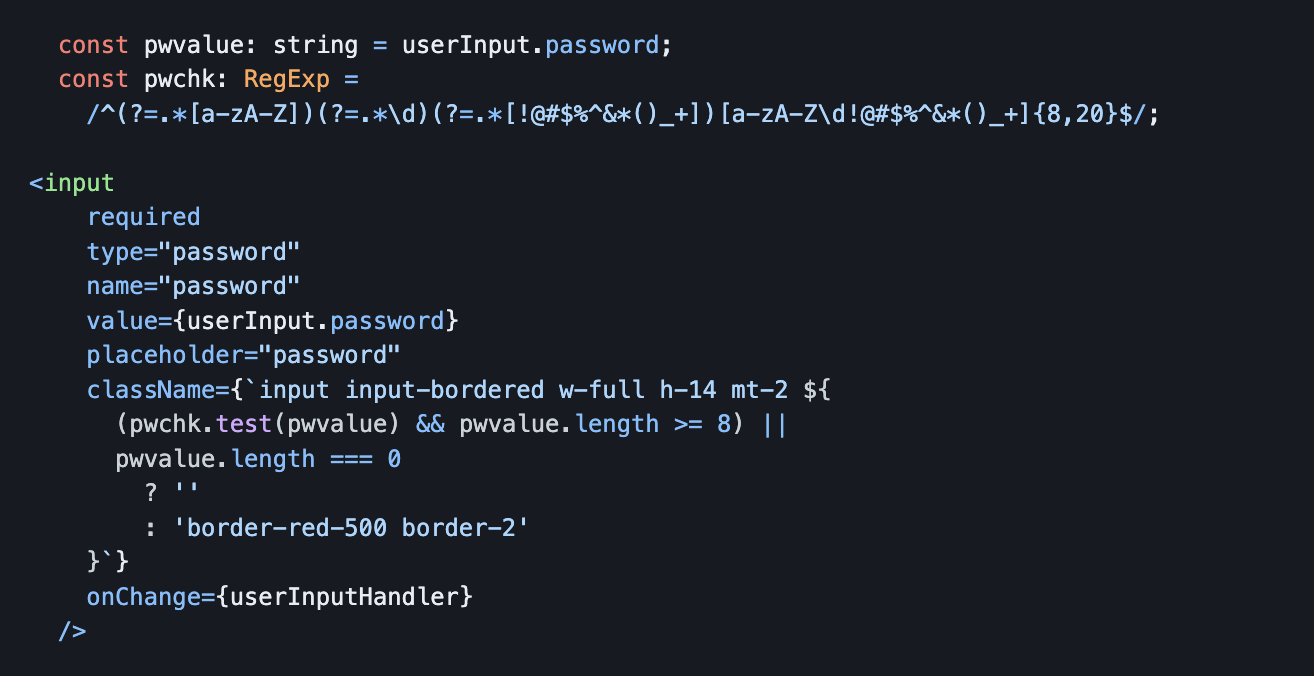 const pwvalue: string = userInput.password;
const pwchk: RegExp =
/^(?=.*[a-zA-Z])(?=.*\d)(?=.*[!@#$%^&*()_+])[a-zA-Z\d!@#$%^&*()_+]{8,20}$/;
<input
required
type="password"
name="password"
value={userInput.password}
placeholder="password"
className={`input input-bordered w-full h-14 mt-2 ${
(pwchk.test(pwvalue) && pwvalue.length >= 8) ||
pwvalue.length === 0
? ''
: 'border-red-500 border-2'
}`}
onChange={userInputHandler}
/>